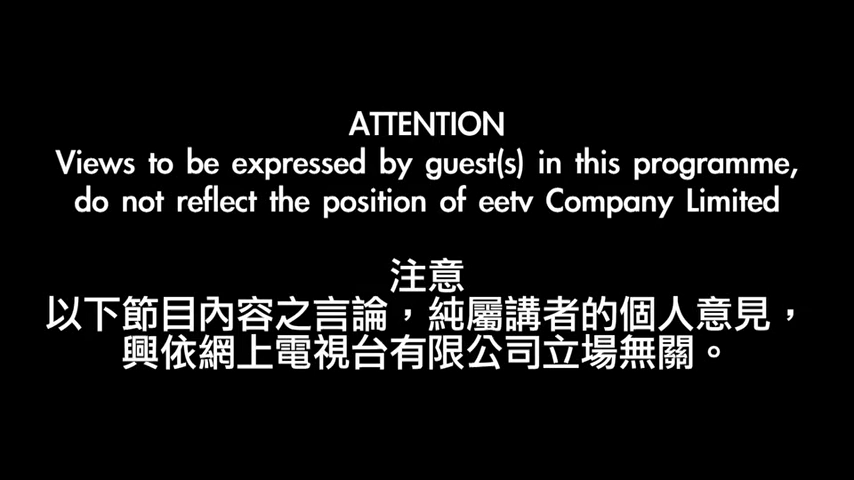 ATTENTION
Views to be expressed by guest(s) in this programme,
do not reflect the position of eetv Company Limited
注意
以下節目內容之言論，純屬講者的個人意見，
興依網上電視台有限公司立場無關。